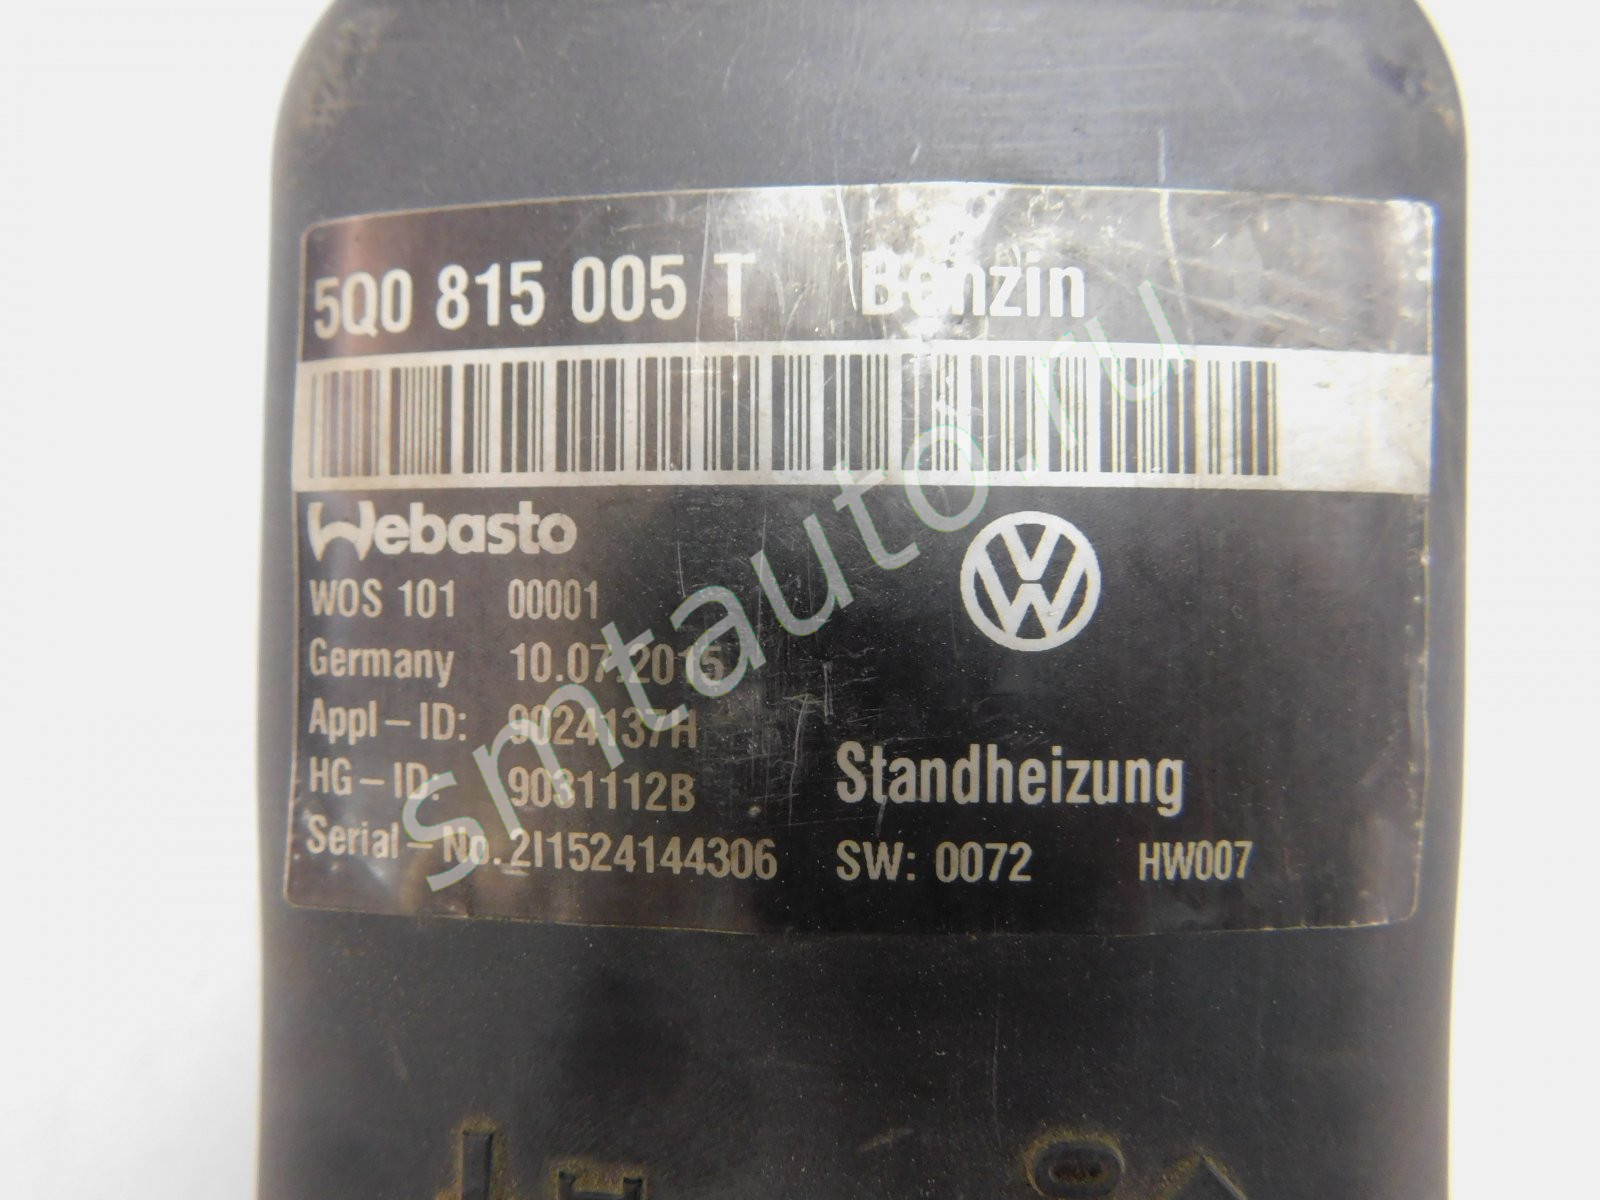 5Q0 815 005 T Benzin
Webasto
WOS 101 00001
Germany 10.07.2015
Appl-ID: 9024137H
HG-ID: 9031112B
Standheizung
Serial-No. 2I1524144306 SW: 0072 HW007
smtauto.ru